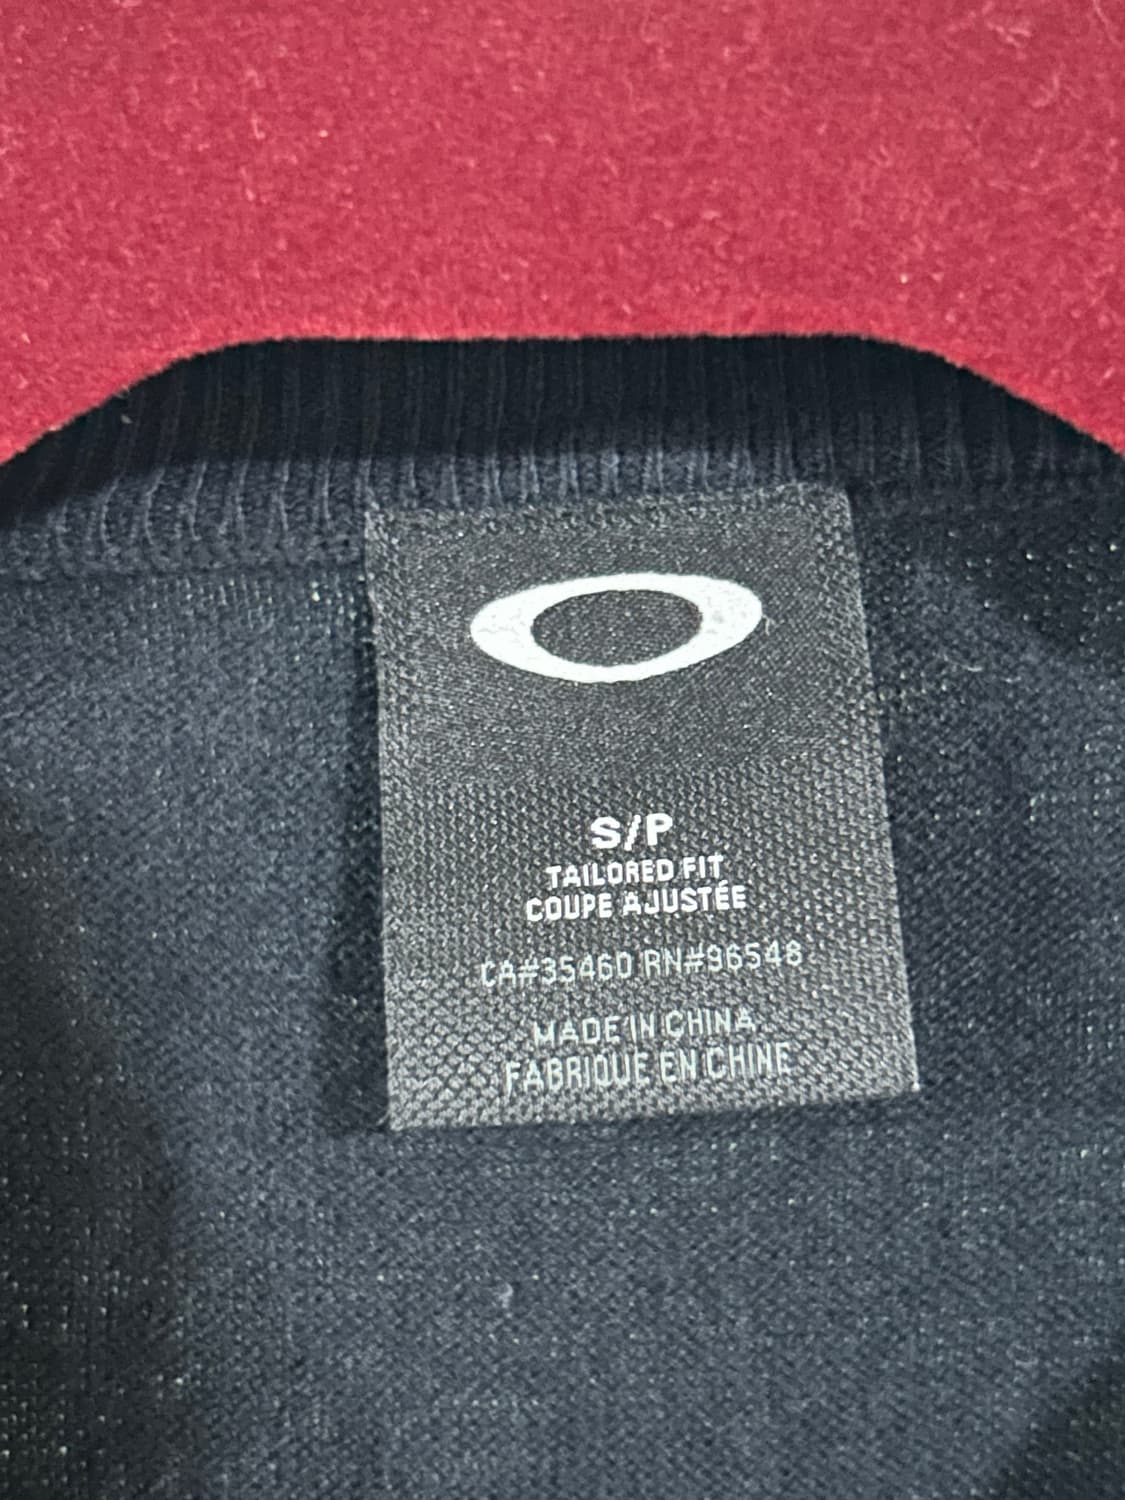 S/P
TAILORED FIT
COUPE AJUSTÉE
CA#35460 RN#96548
MADE IN CHINA
FABRIQUE EN CHINE